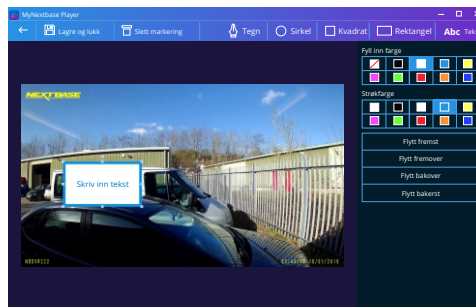 MyNextbase Player
Lagre og lukk
Slett markering
Tegn
Sirkel
Kvadrat
Rektangel
Abc Teks
Fyll inn farge
NEXTBASE
Strøkfarge
Flytt fremst
Flytt fremover
Flytt bakover
Flytt bakerst
Skriv inn tekst